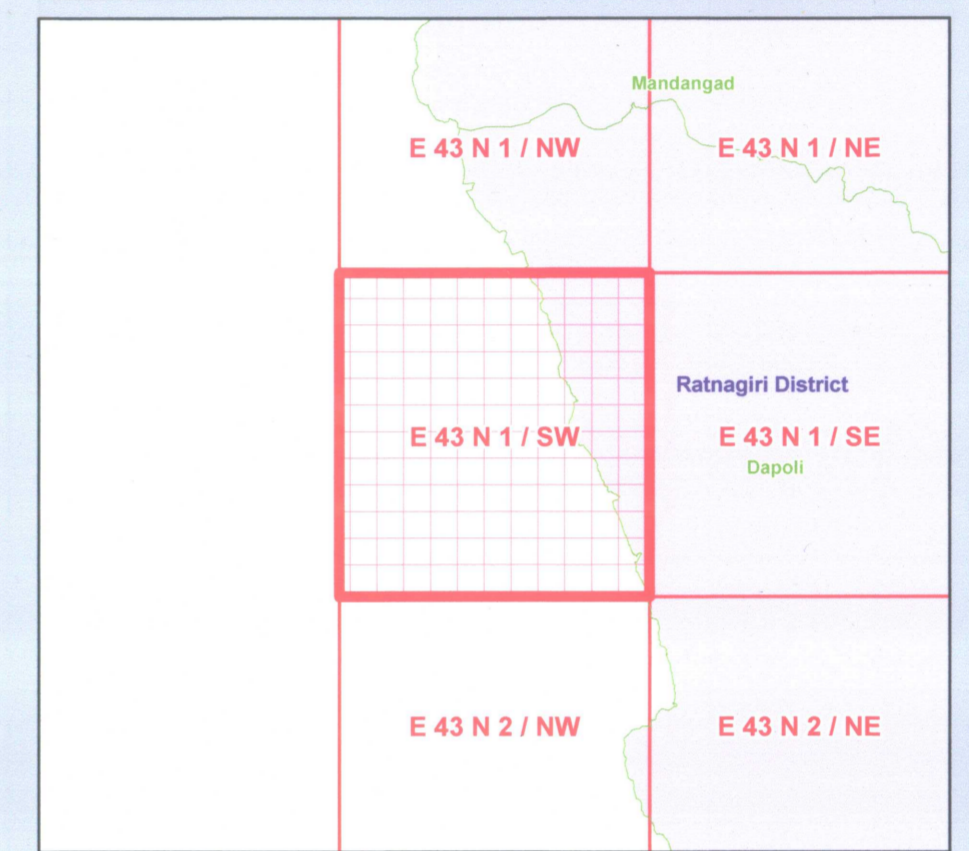 Mandangad
E 43 N 1 / NW
E 43 N 1 / NE
Ratnagiri District
E 43 N 1 / SW
E 43 N 1 / SE
Dapoli
E 43 N 2 / NW
E 43 N 2 / NE